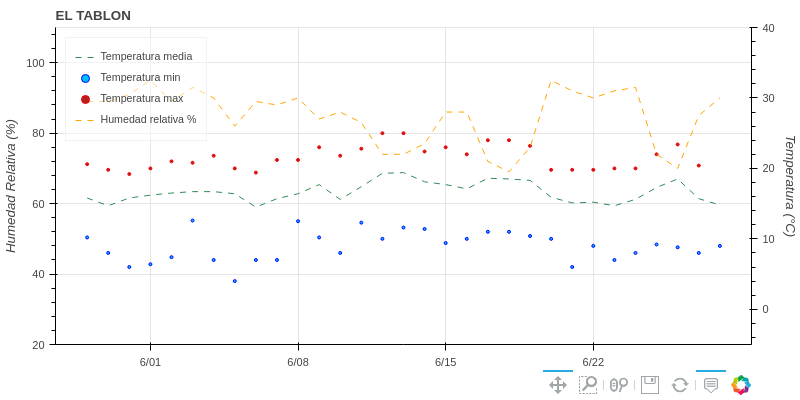 EL TABLON
Temperatura media
Temperatura min
Temperatura max
Humedad relativa %
Humedad Relativa (%)
100
80
60
40
20
40
30
20
10
0
Temperatura (°C)
6/01
6/08
6/15
6/22